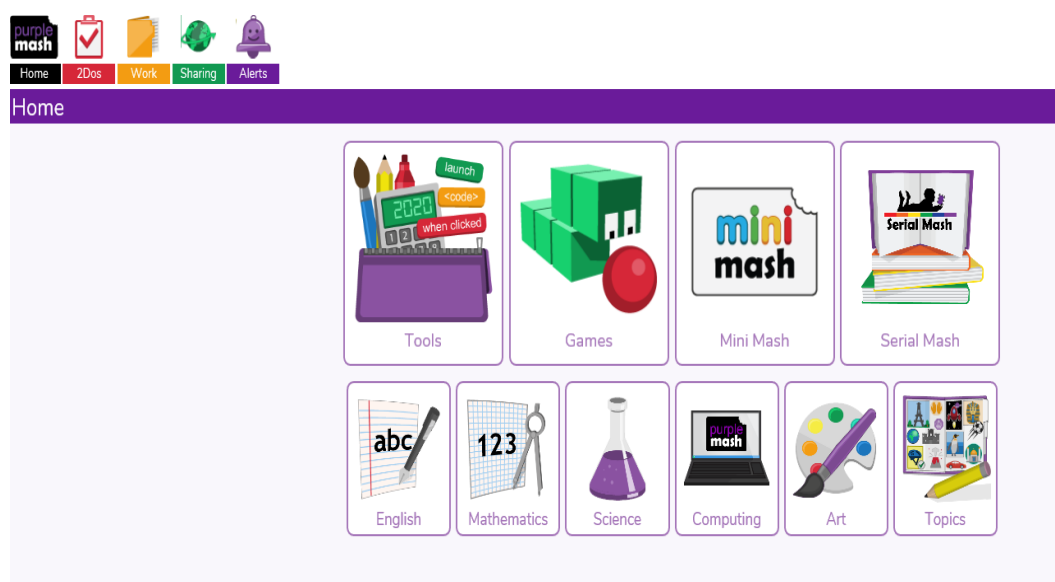 purple
mash
Home
2Dos
Work
Sharing
Alerts
Home
launch
2020
<code>
when clicked
Tools
Games
mini
mash
Mini Mash
Serial Mash
Serial Mash
abc
English
123
Mathematics
Science
purple
mash
Computing
Art
Topics